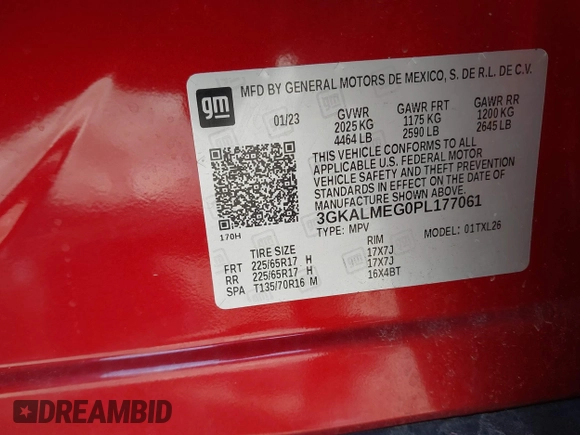 gm
MFD BY GENERAL MOTORS DE MEXICO, S. DE R.L. DE C.V.
01/23 GVWR GAWR FRT GAWR RR
2025 KG 1175 KG 1200 KG
4464 LB 2590 LB 2645 LB
THIS VEHICLE CONFORMS TO ALL
APPLICABLE U.S. FEDERAL MOTOR
VEHICLE SAFETY AND THEFT PREVENTION
STANDARDS IN EFFECT ON THE DATE OF
MANUFACTURE SHOWN ABOVE.
3GKALMEG0PL177061
170H TYPE: MPV MODEL: 01TXL26
TIRE SIZE RIM
FRT 225/65R17 H 17X7J
RR 225/65R17 H 17X7J
SPA T135/70R16 M 16X4BT
DREAMBID